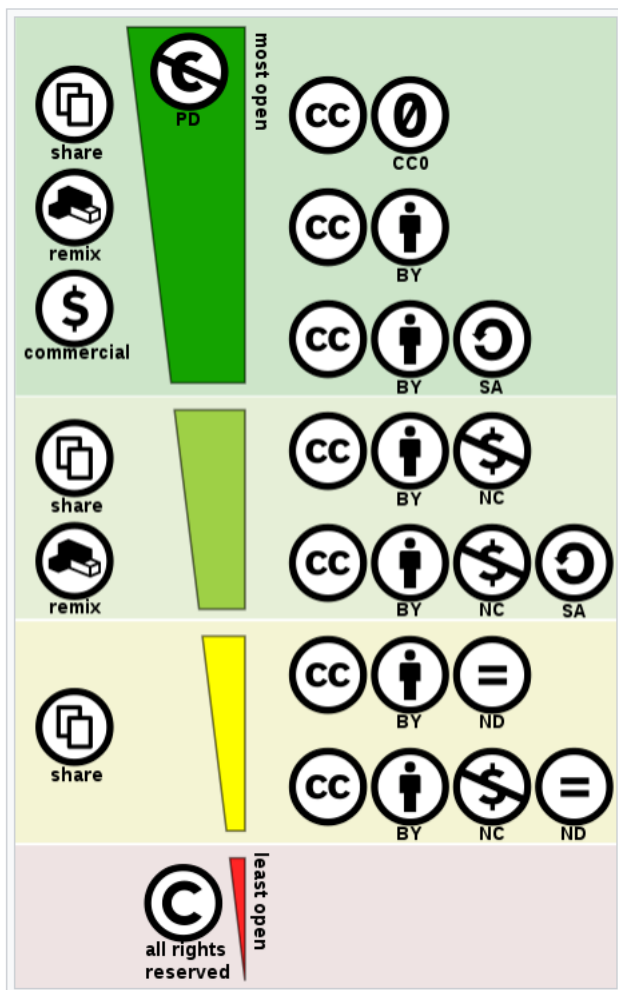 most open
PD
share
CC0
remix
BY
commercial
BY SA
share
BY NC
remix
BY NC SA
BY ND
share
BY NC ND
least open
all rights
reserved